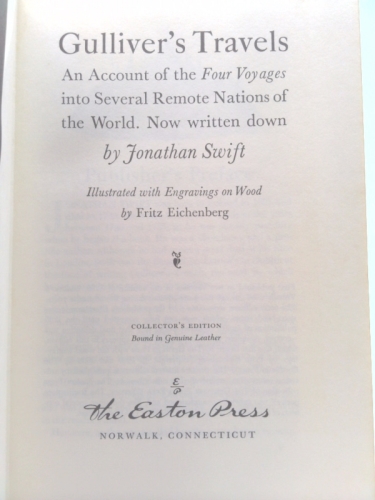 Gulliver's Travels
An Account of the Four Voyages
into Several Remote Nations of
the World. Now written down
by Jonathan Swift
Illustrated with Engravings on Wood
by Fritz Eichenberg
COLLECTOR'S EDITION
Bound in Genuine Leather
E
P
the Easton Press
NORWALK, CONNECTICUT